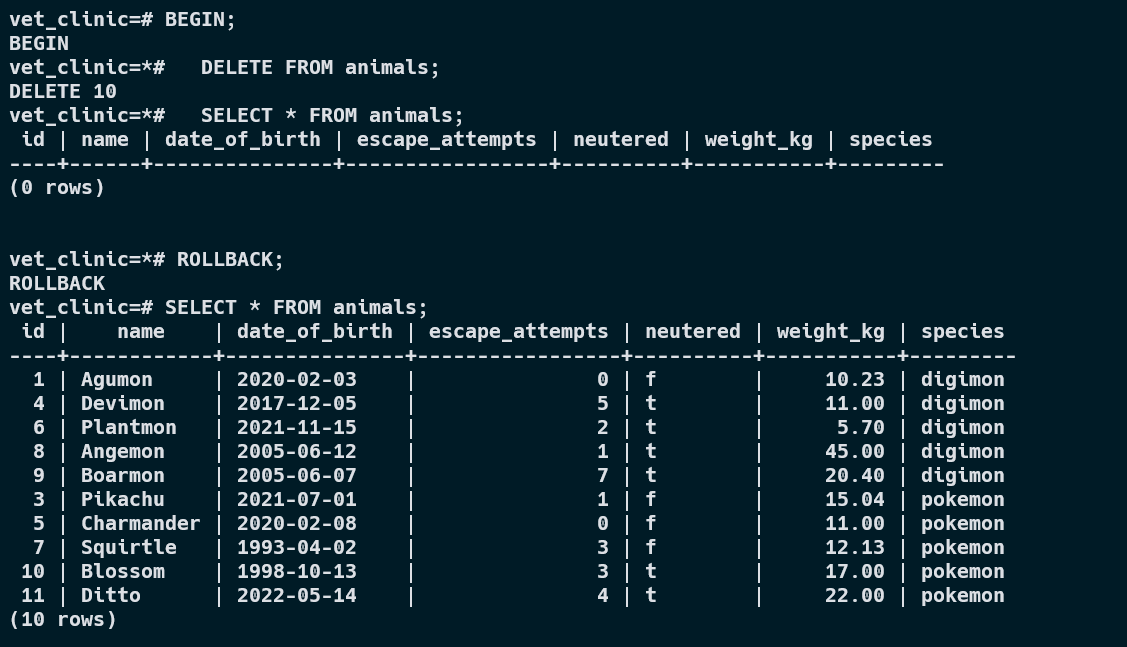 vet_clinic=# BEGIN;
BEGIN
vet_clinic=*#   DELETE FROM animals;
DELETE 10
vet_clinic=*#   SELECT * FROM animals;
 id | name | date_of_birth | escape_attempts | neutered | weight_kg | species
----+------+---------------+-----------------+----------+-----------+---------
(0 rows)


vet_clinic=*# ROLLBACK;
ROLLBACK
vet_clinic=# SELECT * FROM animals;
 id |    name    | date_of_birth | escape_attempts | neutered | weight_kg | species
----+------------+---------------+-----------------+----------+-----------+---------
  1 | Agumon     | 2020-02-03    |               0 | f        |     10.23 | digimon
  4 | Devimon    | 2017-12-05    |               5 | t        |     11.00 | digimon
  6 | Plantmon   | 2021-11-15    |               2 | t        |      5.70 | digimon
  8 | Angemon    | 2005-06-12    |               1 | t        |     45.00 | digimon
  9 | Boarmon    | 2005-06-07    |               7 | t        |     20.40 | digimon
  3 | Pikachu    | 2021-07-01    |               1 | f        |     15.04 | pokemon
  5 | Charmander | 2020-02-08    |               0 | f        |     11.00 | pokemon
  7 | Squirtle   | 1993-04-02    |               3 | f        |     12.13 | pokemon
 10 | Blossom    | 1998-10-13    |               3 | t        |     17.00 | pokemon
 11 | Ditto      | 2022-05-14    |               4 | t        |     22.00 | pokemon
(10 rows)